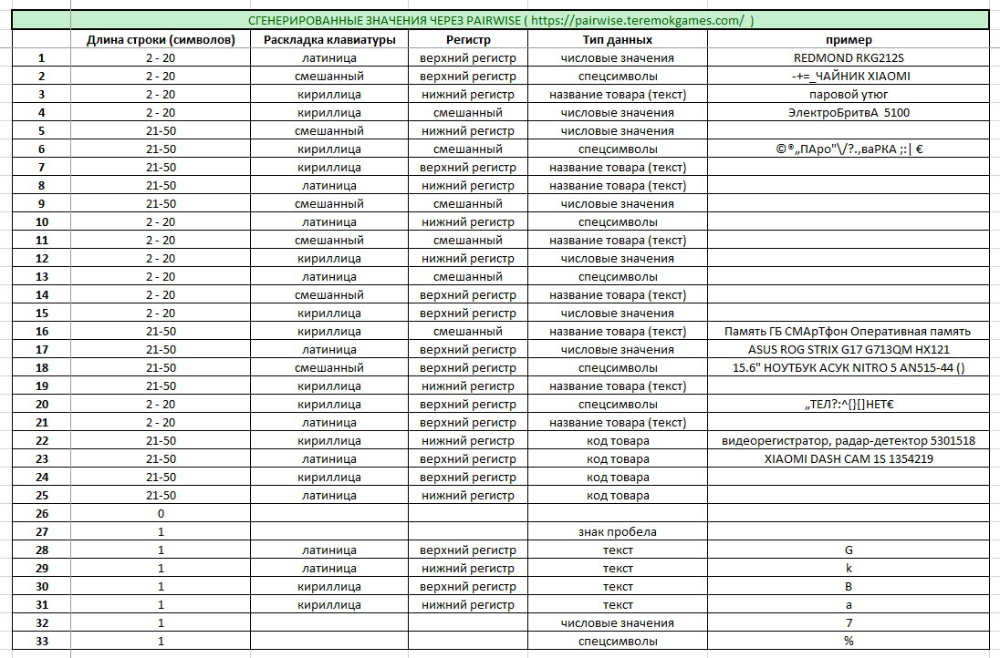 СГЕНЕРИРОВАННЫЕ ЗНАЧЕНИЯ ЧЕРЕЗ PAIRWISE ( https://pairwise.teremokgames.com/ )
Длина строки (символов) Раскладка клавиатуры Регистр Тип данных пример
1 2 - 20 латиница верхний регистр числовые значения REDMOND RKG212S
2 2 - 20 смешанный верхний регистр спецсимволы -+=_ЧАЙНИК XIAOMI
3 2 - 20 кириллица нижний регистр название товара (текст) паровой утюг
4 2 - 20 кириллица смешанный числовые значения ЭлектроБритвА 5100
5 21-50 смешанный нижний регистр числовые значения
6 21-50 кириллица смешанный спецсимволы ©®„ПАро"\/?.,ваРКА ;:| €
7 21-50 кириллица верхний регистр название товара (текст)
8 21-50 латиница нижний регистр название товара (текст)
9 21-50 смешанный смешанный числовые значения
10 2 - 20 латиница нижний регистр спецсимволы
11 2 - 20 смешанный смешанный название товара (текст)
12 2 - 20 кириллица нижний регистр числовые значения
13 2 - 20 латиница смешанный спецсимволы
14 2 - 20 смешанный верхний регистр название товара (текст)
15 2 - 20 кириллица верхний регистр числовые значения
16 21-50 кириллица смешанный название товара (текст) Память ГБ СМАрТфон Оперативная память
17 21-50 латиница верхний регистр числовые значения ASUS ROG STRIX G17 G713QM HX121
18 21-50 смешанный верхний регистр спецсимволы 15.6" НОУТБУК АСУК NITRO 5 AN515-44 ()
19 21-50 кириллица нижний регистр название товара (текст)
20 2 - 20 кириллица верхний регистр спецсимволы „ТЕЛ?:^{}[]НЕТ€
21 2 - 20 латиница верхний регистр название товара (текст)
22 21-50 кириллица нижний регистр код товара видеорегистратор, радар-детектор 5301518
23 21-50 латиница верхний регистр код товара XIAOMI DASH CAM 1S 1354219
24 21-50 кириллица верхний регистр код товара
25 21-50 латиница нижний регистр код товара
26 0
27 1 знак пробела
28 1 латиница верхний регистр текст G
29 1 латиница нижний регистр текст k
30 1 кириллица верхний регистр текст В
31 1 кириллица нижний регистр текст а
32 1 числовые значения 7
33 1 спецсимволы %